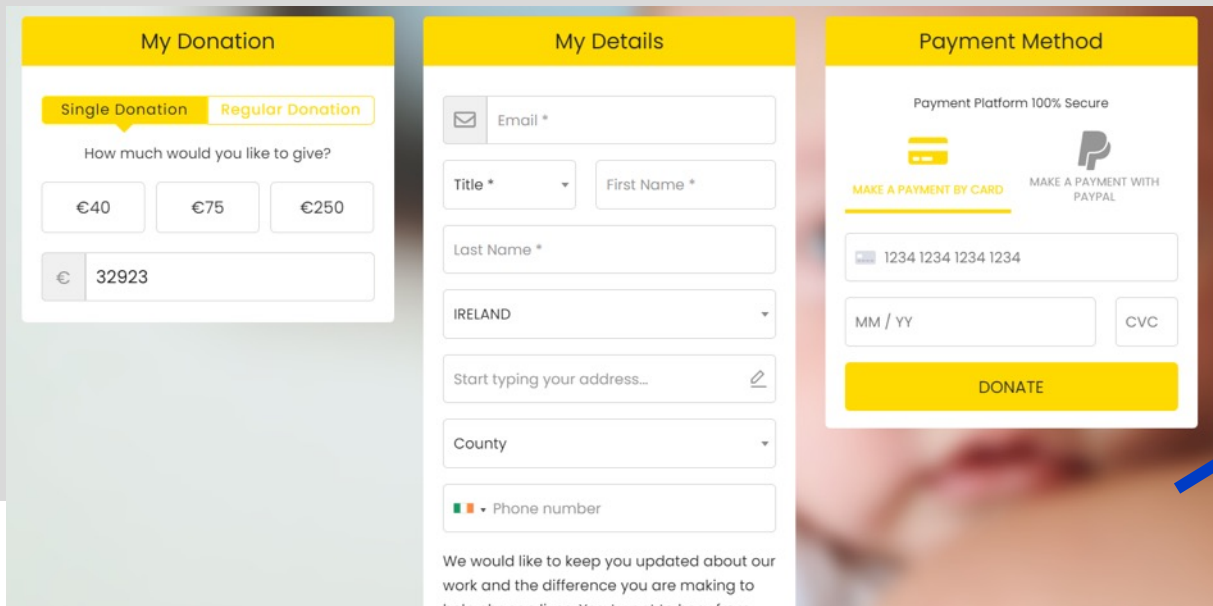 My Donation
Single Donation
Regular Donation
How much would you like to give?
€40
€75
€250
€
32923
My Details
Email *
Title *
First Name *
Last Name *
IRELAND
Start typing your address...
County
Phone number
We would like to keep you updated about our
work and the difference you are making to
Payment Method
Payment Platform 100% Secure
MAKE A PAYMENT BY CARD
MAKE A PAYMENT WITH
PAYPAL
1234 1234 1234 1234
MM / YY
CVC
DONATE